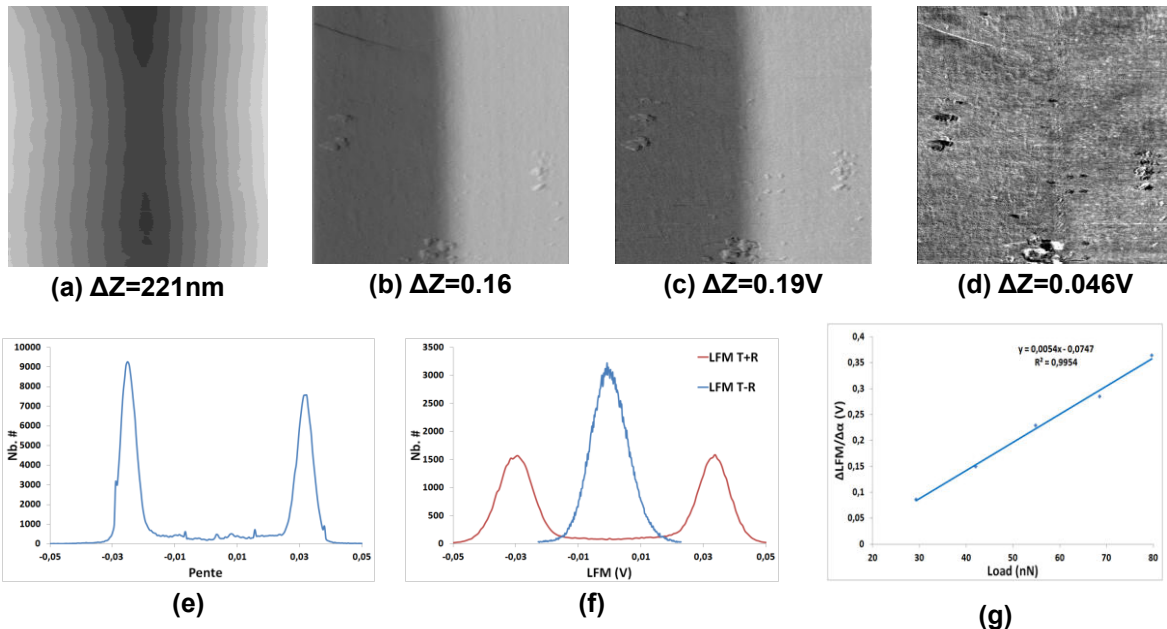 (a) ΔZ=221nm
(b) ΔZ=0.16
(c) ΔZ=0.19V
(d) ΔZ=0.046V
10000
9000
8000
7000
6000
5000
4000
3000
2000
1000
0
Nb. #
-0,05
-0,03
-0,01
0,01
0,03
0,05
Pente
(e)
3500
3000
2500
2000
1500
1000
500
0
Nb. #
LFM T+R
LFM T-R
-0,05
-0,03
-0,01
0,01
0,03
0,05
LFM (V)
(f)
0,4
0,35
0,3
0,25
0,2
0,15
0,1
0,05
0
ΔLFM/Δα (V)
y = 0,0054x - 0,0747
R² = 0,9954
20
30
40
50
60
70
80
Load (nN)
(g)